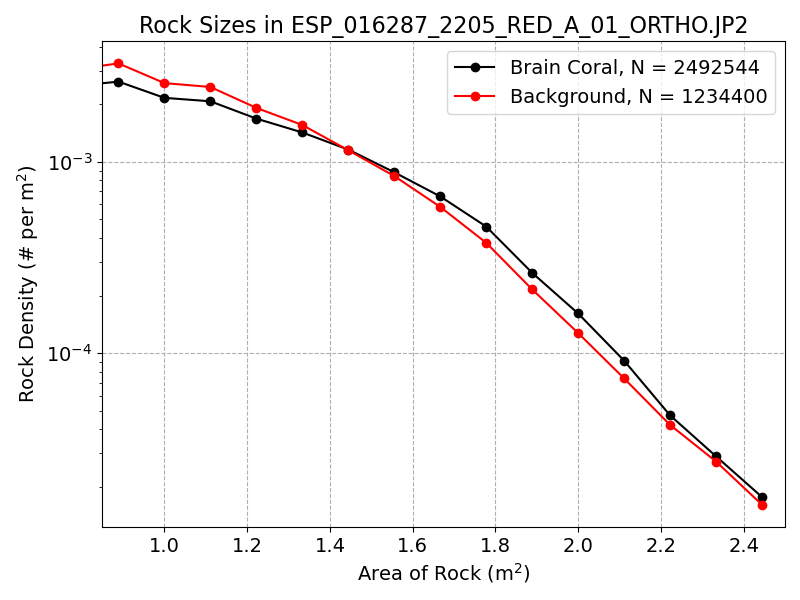 Rock Sizes in ESP_016287_2205_RED_A_01_ORTHO.JP2
Brain Coral, N = 2492544
Background, N = 1234400
Rock Density (# per m²)
10⁻³
10⁻⁴
1.0 1.2 1.4 1.6 1.8 2.0 2.2 2.4
Area of Rock (m²)